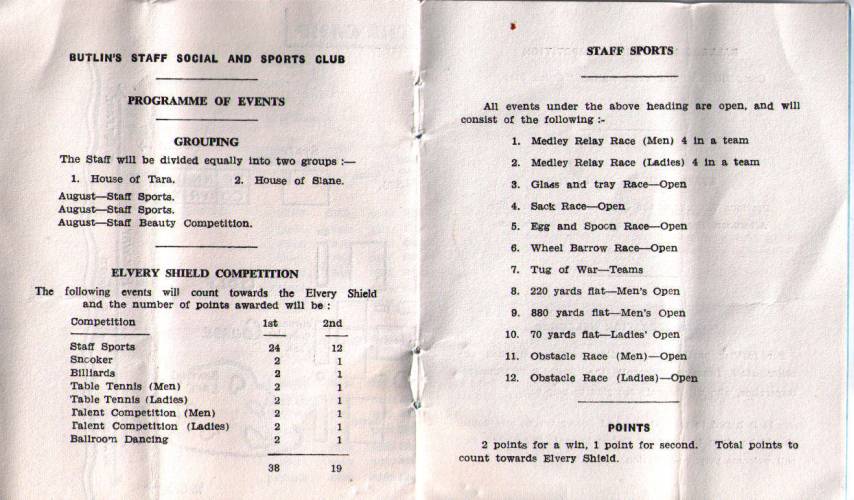 BUTLIN'S STAFF SOCIAL AND SPORTS CLUB
PROGRAMME OF EVENTS
GROUPING
The Staff will be divided equally into two groups :—
1. House of Tara. 2. House of Slane.
August—Staff Sports.
August—Staff Sports.
August—Staff Beauty Competition.
ELVERY SHIELD COMPETITION
The following events will count towards the Elvery Shield
and the number of points awarded will be :
Competition 1st 2nd
Staff Sports 24 12
Snooker 2 1
Billiards 2 1
Table Tennis (Men) 2 1
Table Tennis (Ladies) 2 1
Talent Competition (Men) 2 1
Talent Competition (Ladies) 2 1
Ballroom Dancing 2 1
38 19
STAFF SPORTS
All events under the above heading are open, and will
consist of the following :-
1. Medley Relay Race (Men) 4 in a team
2. Medley Relay Race (Ladies) 4 in a team
3. Glass and tray Race—Open
4. Sack Race—Open
5. Egg and Spoon Race—Open
6. Wheel Barrow Race—Open
7. Tug of War—Teams
8. 220 yards flat—Men's Open
9. 880 yards flat—Men's Open
10. 70 yards flat—Ladies' Open
11. Obstacle Race (Men)—Open
12. Obstacle Race (Ladies)—Open
POINTS
2 points for a win, 1 point for second. Total points to
count towards Elvery Shield.